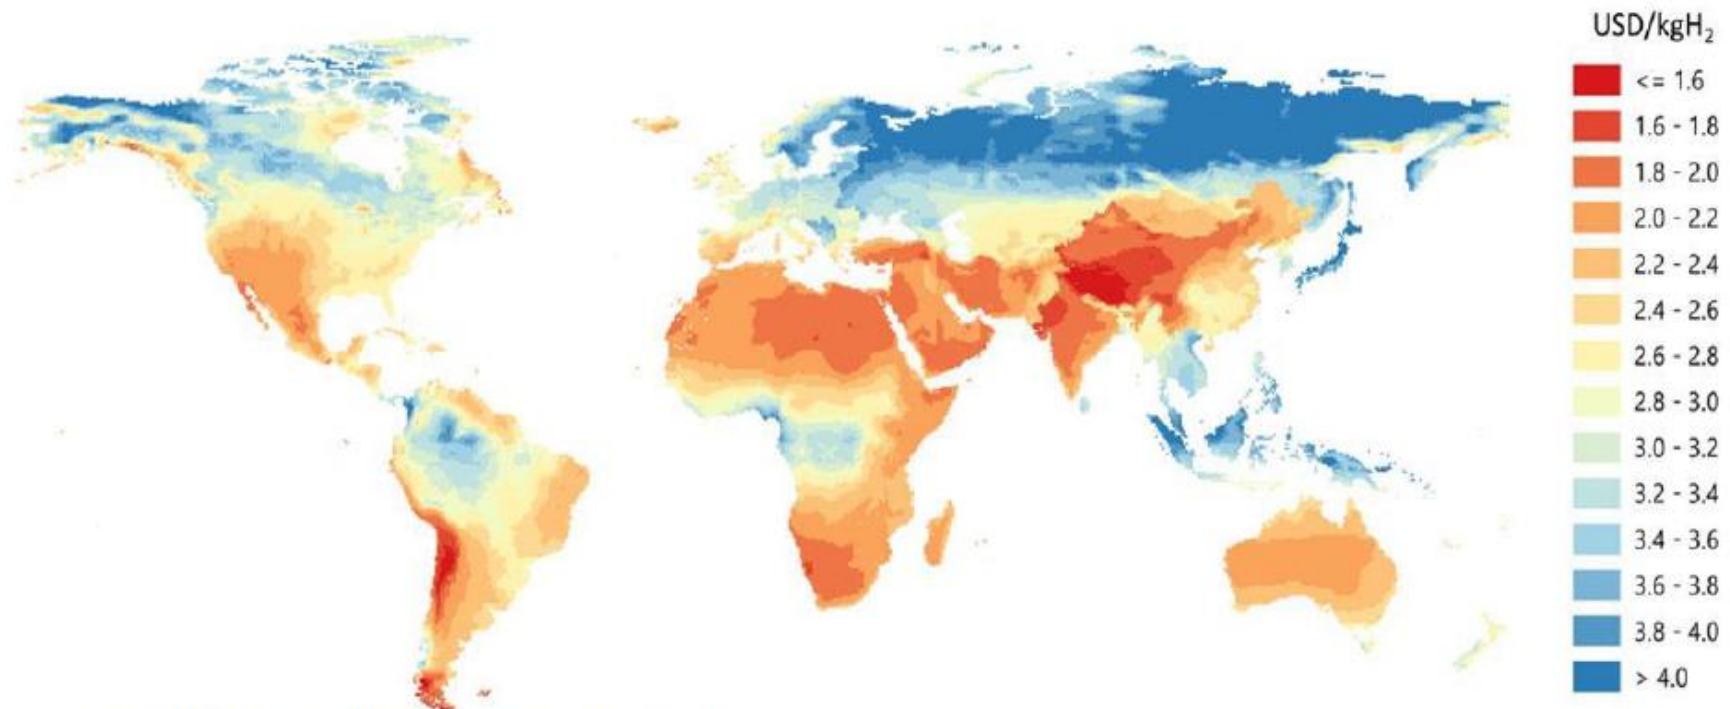 USD/kgH₂
<= 1.6
1.6 - 1.8
1.8 - 2.0
2.0 - 2.2
2.2 - 2.4
2.4 - 2.6
2.6 - 2.8
2.8 - 3.0
3.0 - 3.2
3.2 - 3.4
3.4 - 3.6
3.6 - 3.8
3.8 - 4.0
> 4.0